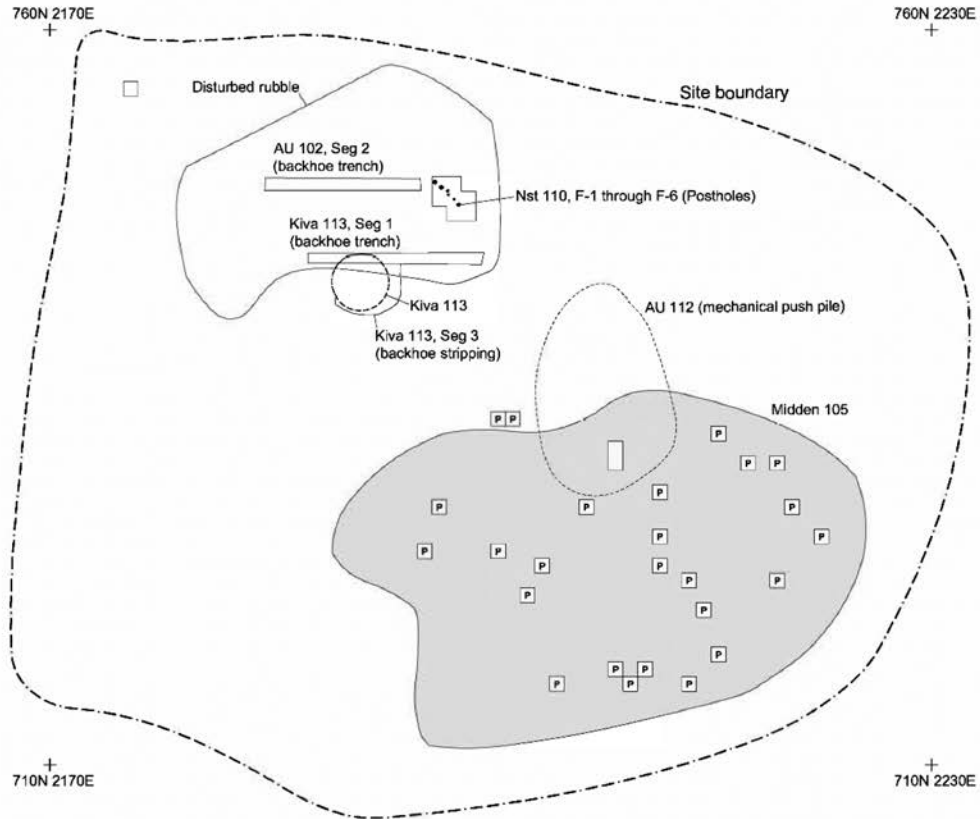 760N 2170E
760N 2230E
Disturbed rubble
Site boundary
AU 102, Seg 2
(backhoe trench)
Nst 110, F-1 through F-6 (Postholes)
Kiva 113, Seg 1
(backhoe trench)
Kiva 113
AU 112 (mechanical push pile)
Kiva 113, Seg 3
(backhoe stripping)
Midden 105
P P
P
P P
P
P P P
P P
P P
P P
P P
P
P
P
P P
P P P
710N 2170E
710N 2230E